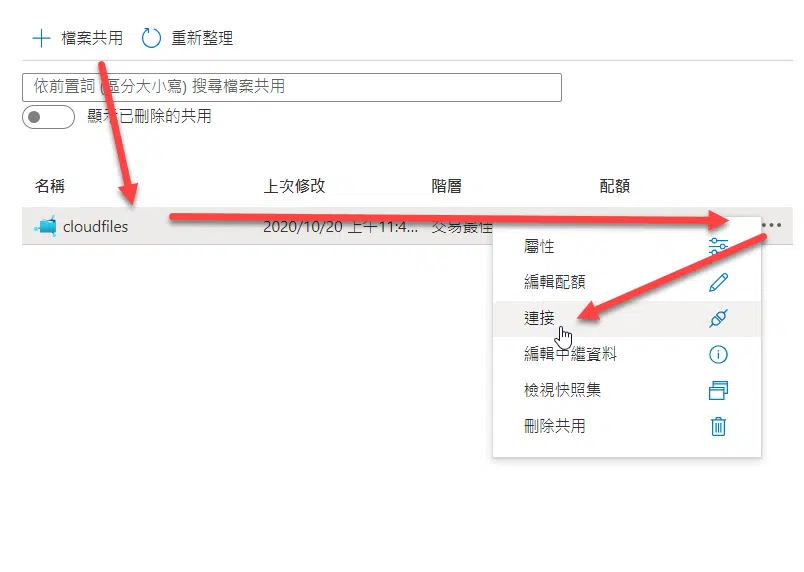 檔案共用 重新整理
依前置詞 (區分大小寫) 搜尋檔案共用
顯示已刪除的共用
名稱 上次修改 階層 配額
cloudfiles 2020/10/20 上午11:4... 交易最佳
屬性
編輯配額
連接
編輯中繼資料
檢視快照集
刪除共用